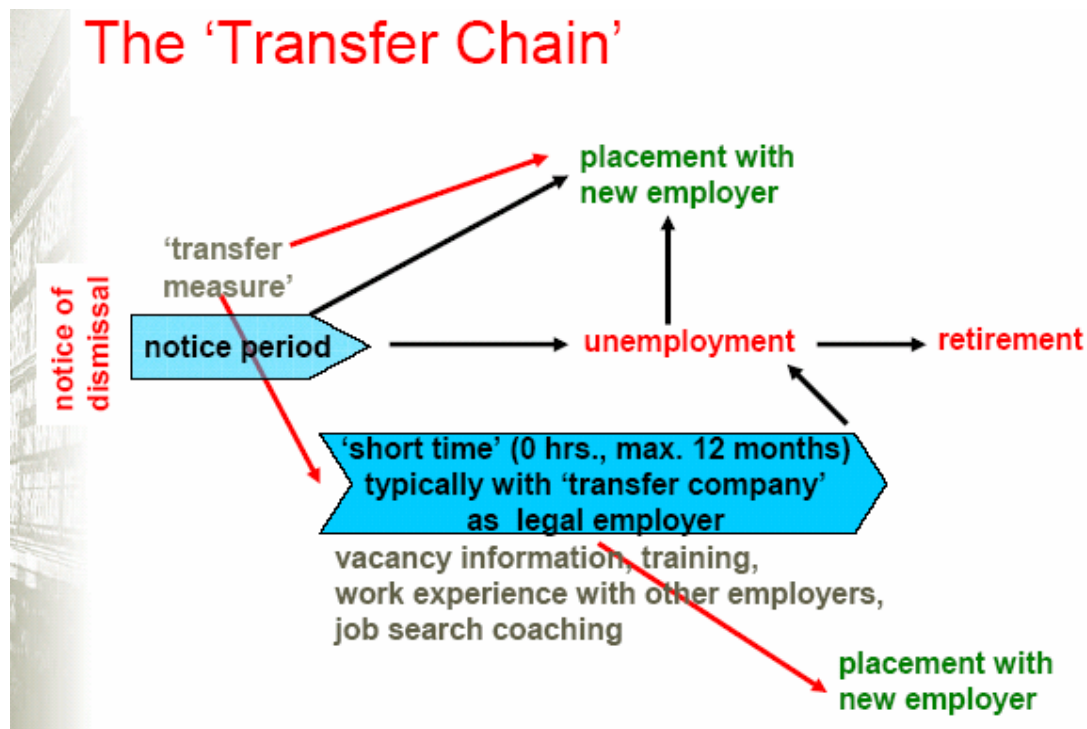 The ‘Transfer Chain’
placement with
new employer
‘transfer
measure’
notice of
dismissal
notice period
unemployment
retirement
‘short time’ (0 hrs., max. 12 months)
typically with ‘transfer company’
as legal employer
vacancy information, training,
work experience with other employers,
job search coaching
placement with
new employer